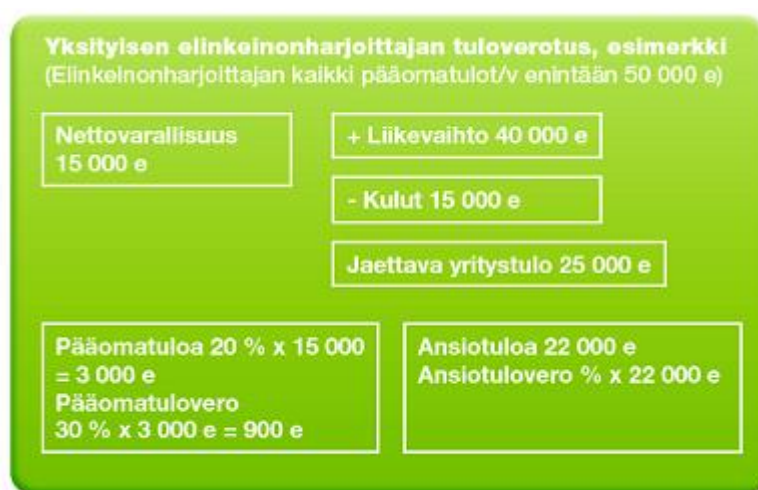 Yksityisen elinkeinonharjoittajan tuloverotus, esimerkki
(Elinkeinonharjoittajan kaikki pääomatulot/v enintään 50 000 e)
Nettovarallisuus
15 000 e
+ Liikevaihto 40 000 e
- Kulut 15 000 e
Jaettava yritystulo 25 000 e
Pääomatuloa 20 % x 15 000
= 3 000 e
Pääomatulovero
30 % x 3 000 e = 900 e
Ansiotuloa 22 000 e
Ansiotulovero % x 22 000 e